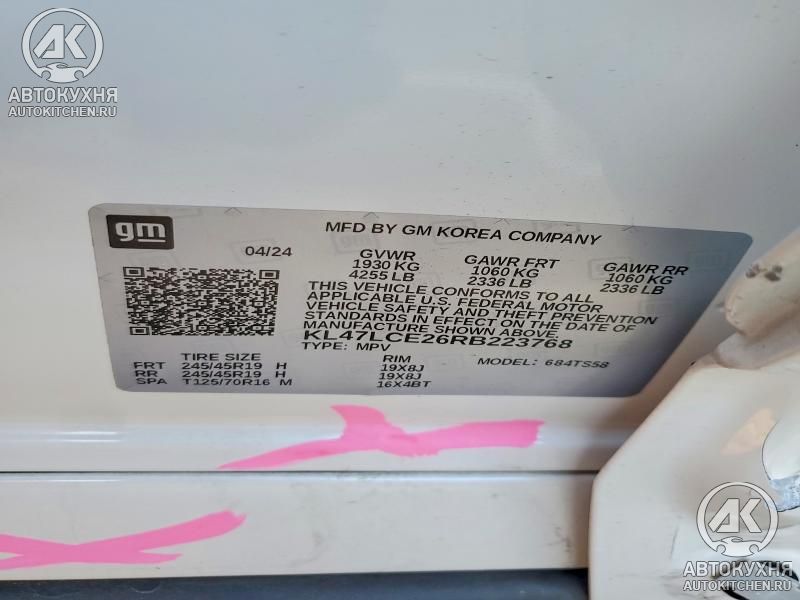 АК
АВТОКУХНЯ
AUTOKITCHEN.RU
gm
MFD BY GM KOREA COMPANY
04/24
GVWR
1930 KG
4255 LB
GAWR FRT
1060 KG
2336 LB
GAWR RR
1060 KG
2336 LB
THIS VEHICLE CONFORMS TO ALL
APPLICABLE U.S. FEDERAL MOTOR
VEHICLE SAFETY AND THEFT PREVENTION
STANDARDS IN EFFECT ON THE DATE OF
MANUFACTURE SHOWN ABOVE.
KL47LCE26RB223768
TYPE: MPV
MODEL: 684TS58
TIRE SIZE RIM
FRT 245/45R19 H 19X8J
RR 245/45R19 H 19X8J
SPA T125/70R16 M 16X4BT
АК
АВТОКУХНЯ
AUTOKITCHEN.RU